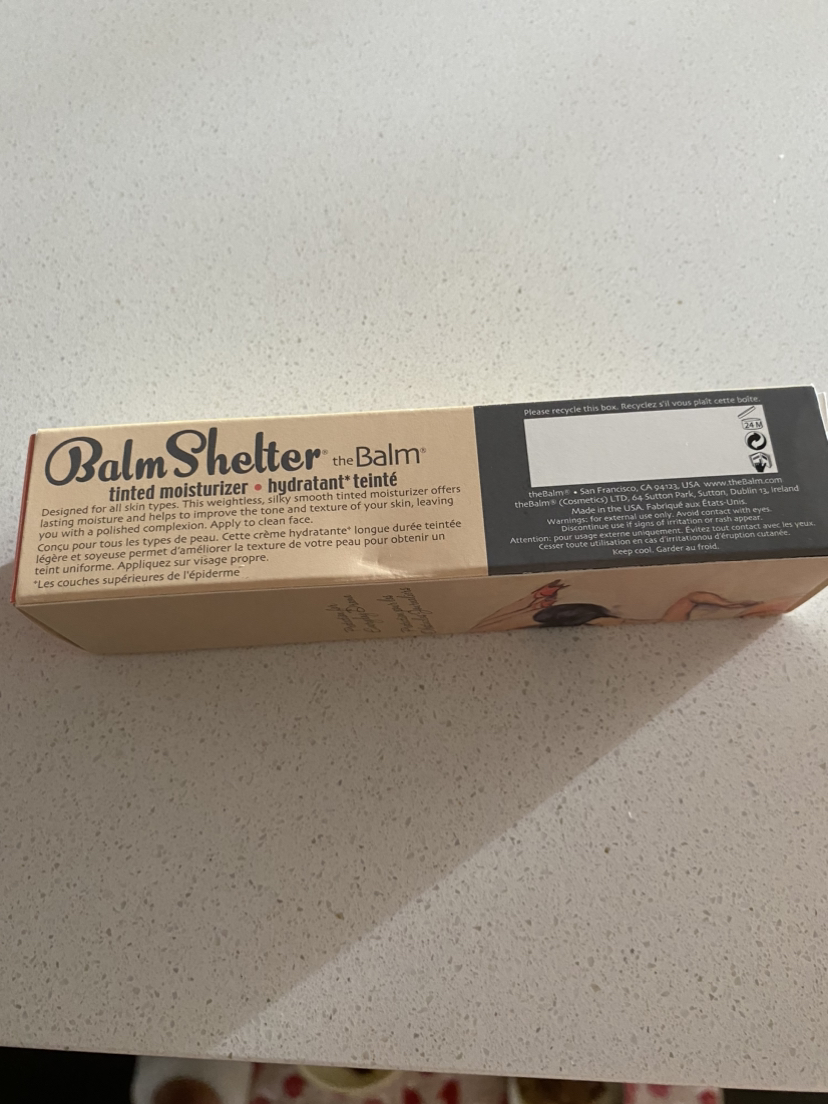 BalmShelter® theBalm®
tinted moisturizer • hydratant* teinté
Designed for all skin types. This weightless, silky smooth tinted moisturizer offers
lasting moisture and helps to improve the tone and texture of your skin, leaving
you with a polished complexion. Apply to clean face.
Conçu pour tous les types de peau. Cette crème hydratante* longue durée teintée
légère et soyeuse permet d'améliorer la texture de votre peau pour obtenir un
teint uniforme. Appliquez sur visage propre.
*Les couches supérieures de l'épiderme
Please recycle this box. Recyclez s'il vous plaît cette boîte.
24 M
theBalm® • San Francisco, CA 94123, USA www.theBalm.com
theBalm® (Cosmetics) LTD, 64 Sutton Park, Sutton, Dublin 13, Ireland
Made in the USA. Fabriqué aux États-Unis.
Warnings: for external use only. Avoid contact with eyes.
Discontinue use if signs of irritation or rash appear.
Attention: pour usage externe uniquement. Évitez tout contact avec les yeux.
Cesser toute utilisation en cas d'irritationou d'éruption cutanée.
Keep cool. Garder au froid.